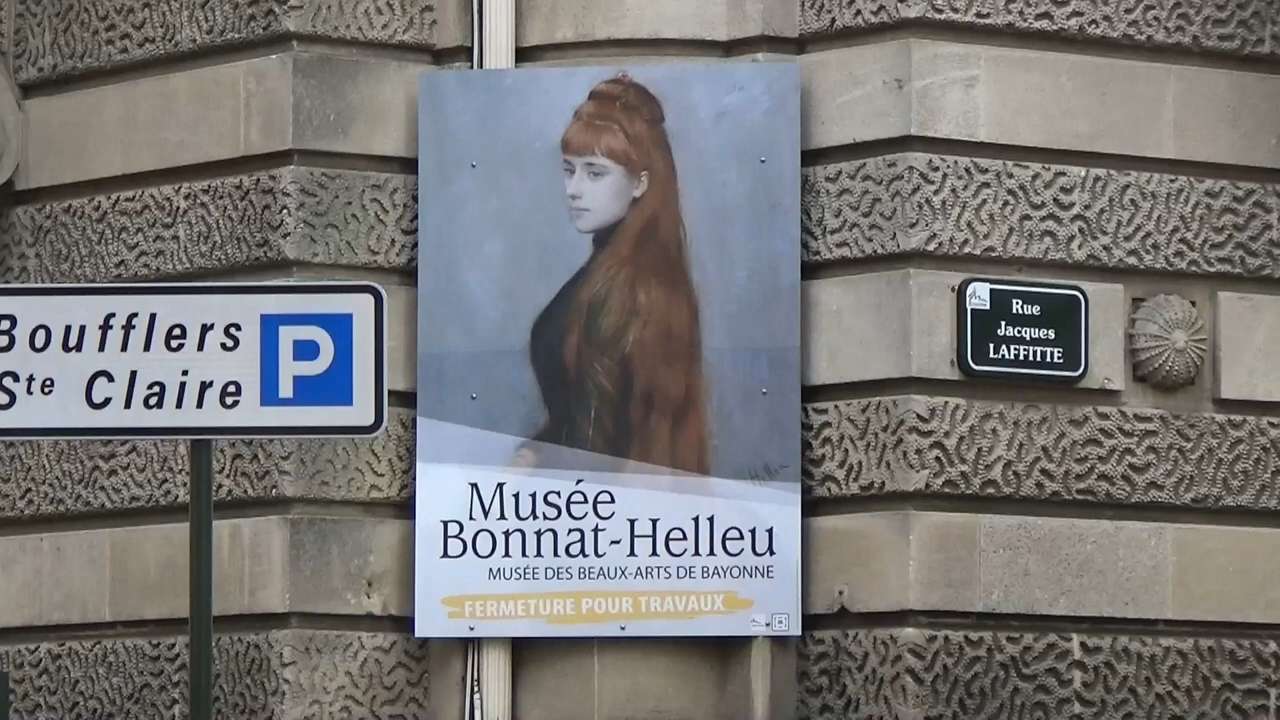 Boufflers
Ste Claire
P
Musée
Bonnat-Helleu
MUSÉE DES BEAUX-ARTS DE BAYONNE
FERMETURE POUR TRAVAUX
Rue
Jacques
LAFFITTE